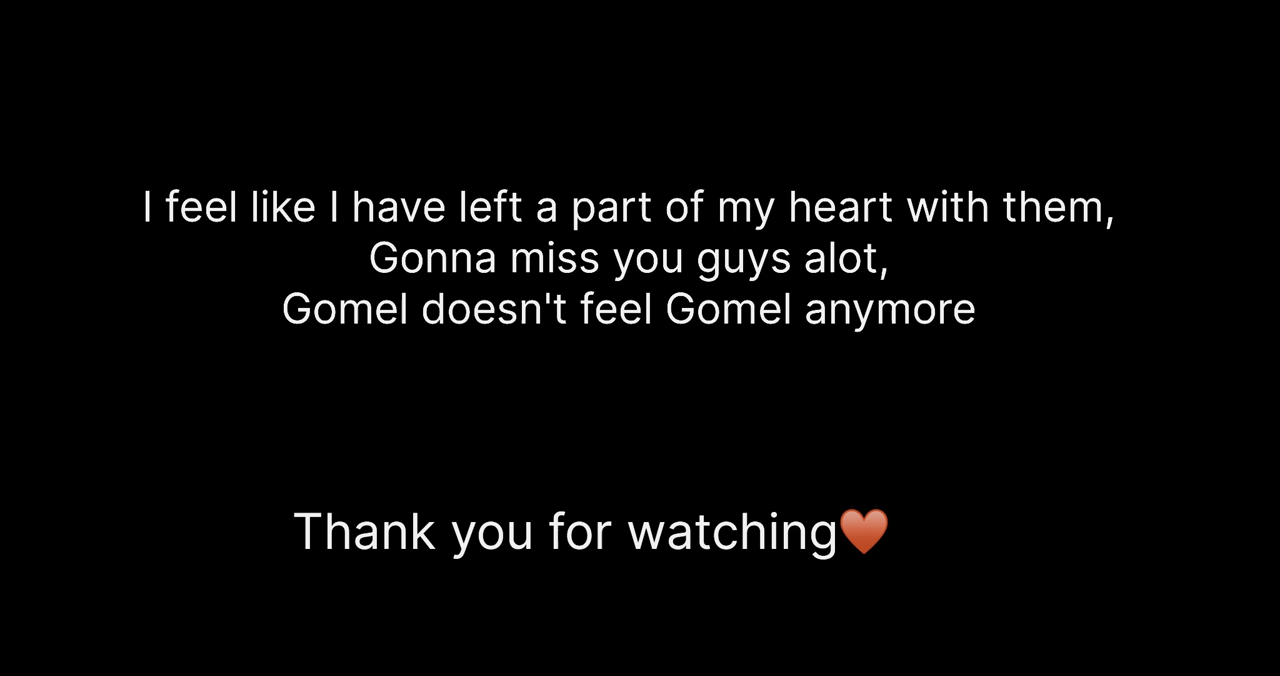 I feel like I have left a part of my heart with them,
Gonna miss you guys alot,
Gomel doesn't feel Gomel anymore
Thank you for watching♥️